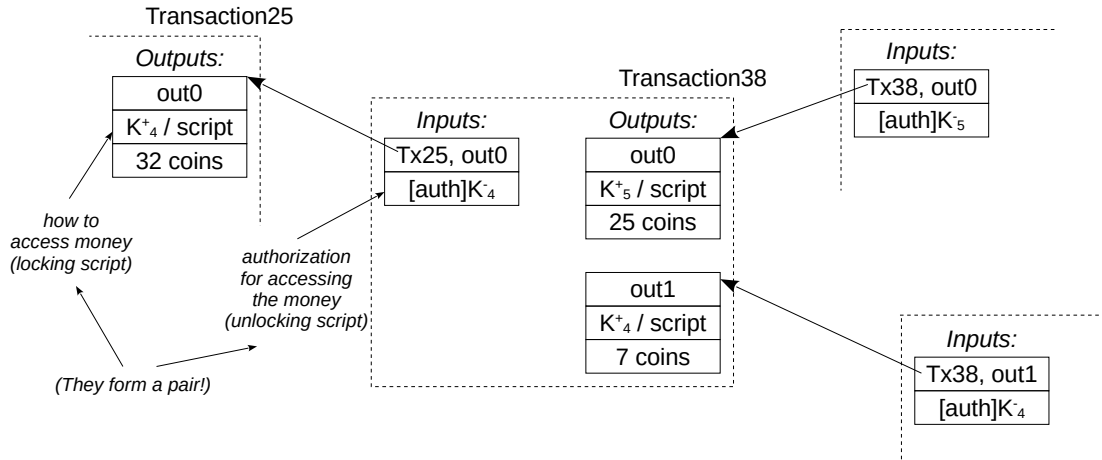 Transaction25
Outputs:
out0
K⁺₄ / script
32 coins
how to
access money
(locking script)
(They form a pair!)
authorization
for accessing
the money
(unlocking script)
Transaction38
Inputs:
Tx25, out0
[auth]K⁻₄
Outputs:
out0
K⁺₅ / script
25 coins
out1
K⁺₄ / script
7 coins
Inputs:
Tx38, out0
[auth]K⁻₅
Inputs:
Tx38, out1
[auth]K⁻₄